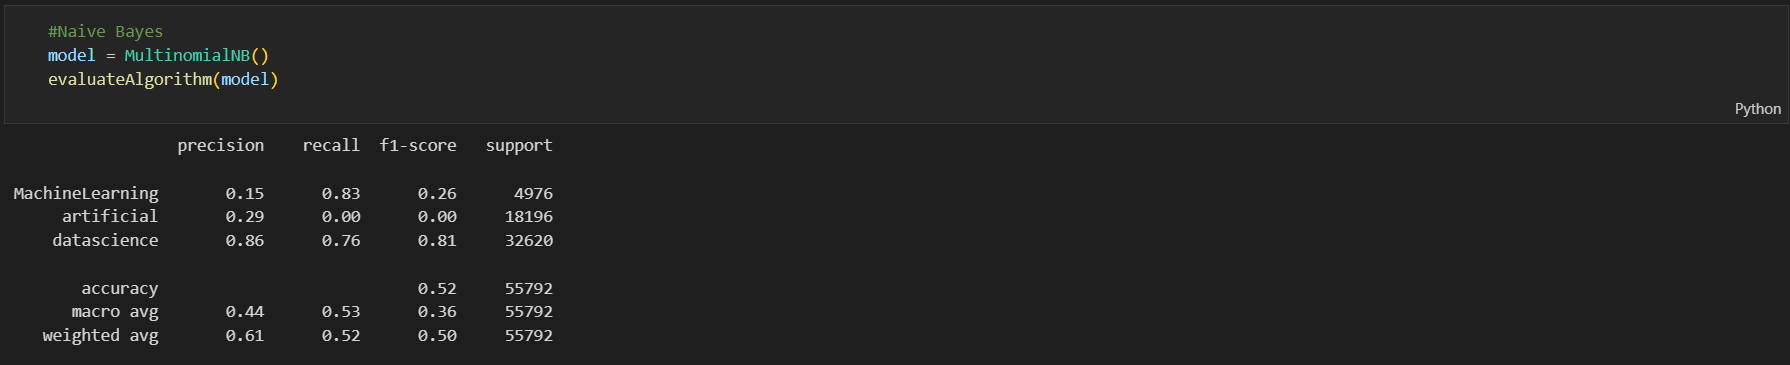 #Naive Bayes
model = MultinomialNB()
evaluateAlgorithm(model)
Python
precision recall f1-score support
MachineLearning 0.15 0.83 0.26 4976
artificial 0.29 0.00 0.00 18196
datascience 0.86 0.76 0.81 32620
accuracy 0.52 55792
macro avg 0.44 0.53 0.36 55792
weighted avg 0.61 0.52 0.50 55792